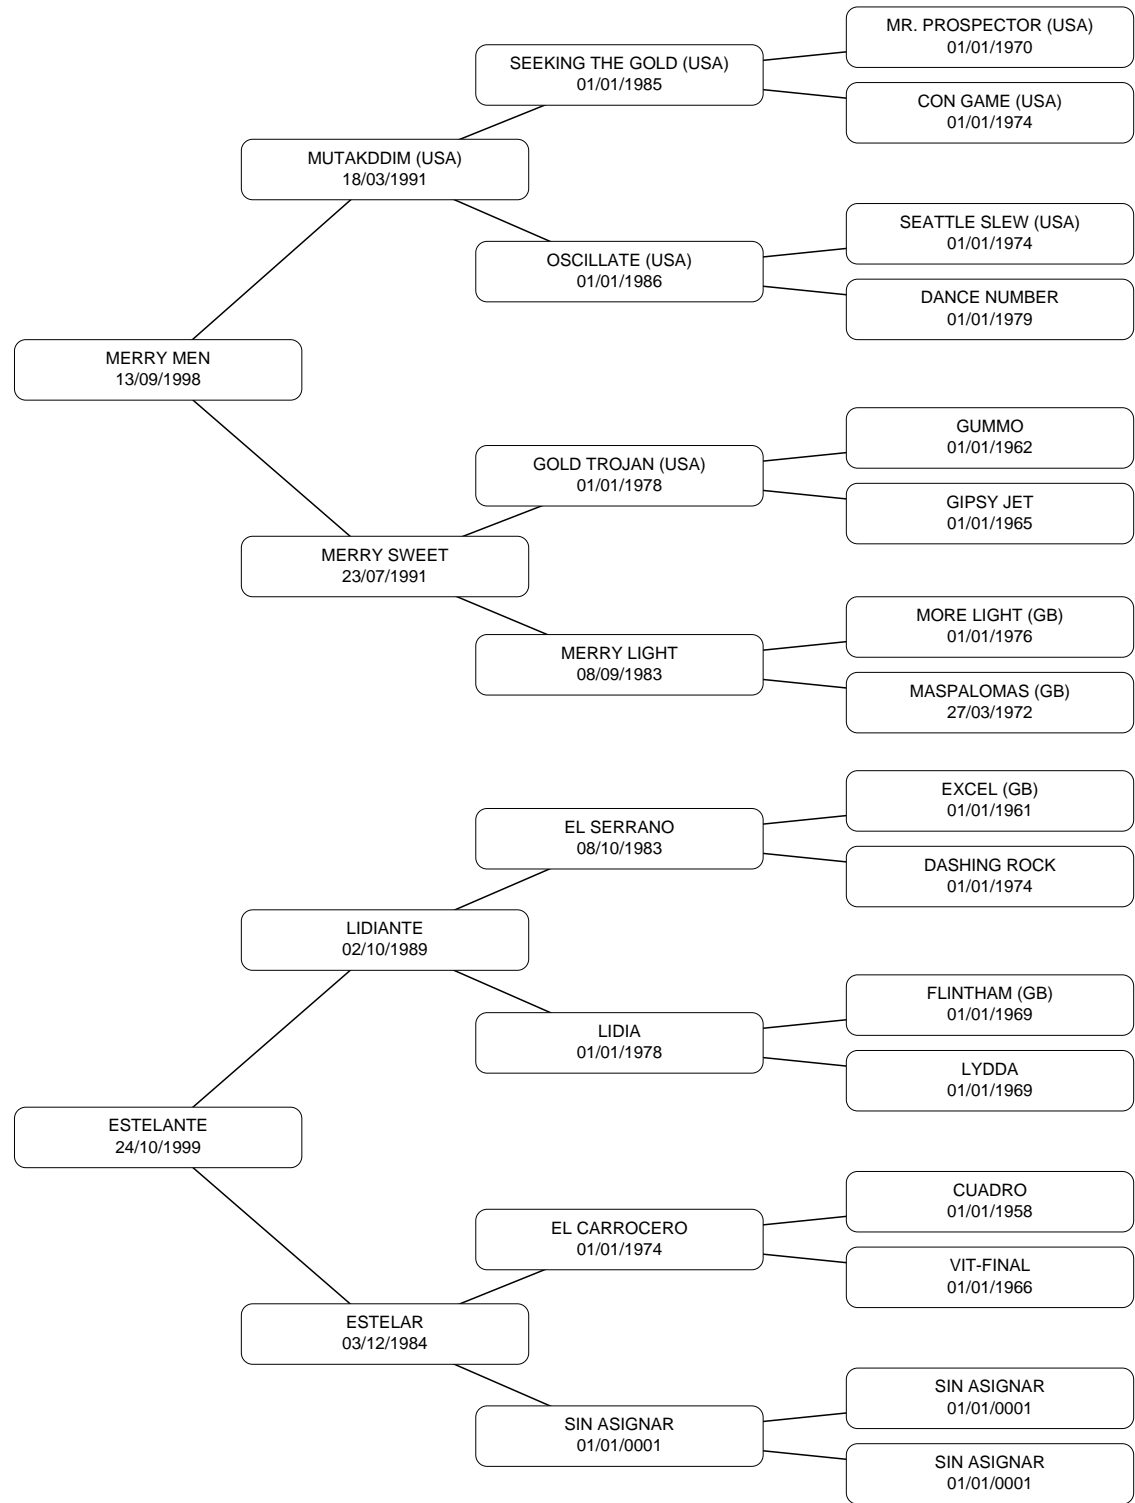 MR. PROSPECTOR (USA)
01/01/1970
SEEKING THE GOLD (USA)
01/01/1985
CON GAME (USA)
01/01/1974
MUTAKDDIM (USA)
18/03/1991
SEATTLE SLEW (USA)
01/01/1974
OSCILLATE (USA)
01/01/1986
DANCE NUMBER
01/01/1979
MERRY MEN
13/09/1998
GUMMO
01/01/1962
GOLD TROJAN (USA)
01/01/1978
GIPSY JET
01/01/1965
MERRY SWEET
23/07/1991
MORE LIGHT (GB)
01/01/1976
MERRY LIGHT
08/09/1983
MASPALOMAS (GB)
27/03/1972
EXCEL (GB)
01/01/1961
EL SERRANO
08/10/1983
DASHING ROCK
01/01/1974
LIDIANTE
02/10/1989
FLINTHAM (GB)
01/01/1969
LIDIA
01/01/1978
LYDDA
01/01/1969
ESTELANTE
24/10/1999
CUADRO
01/01/1958
EL CARROCERO
01/01/1974
VIT-FINAL
01/01/1966
ESTELAR
03/12/1984
SIN ASIGNAR
01/01/0001
SIN ASIGNAR
01/01/0001
SIN ASIGNAR
01/01/0001